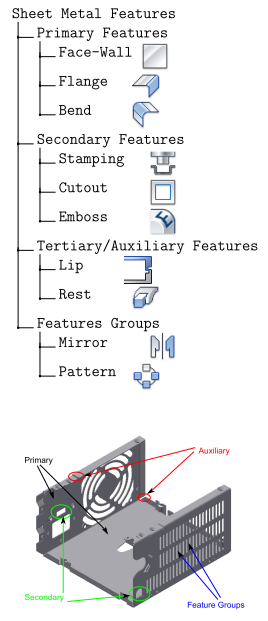 Sheet Metal Features
Primary Features
Face-Wall
Flange
Bend
Secondary Features
Stamping
Cutout
Emboss
Tertiary/Auxiliary Features
Lip
Rest
Features Groups
Mirror
Pattern
Auxiliary
Primary
Secondary
Feature Groups